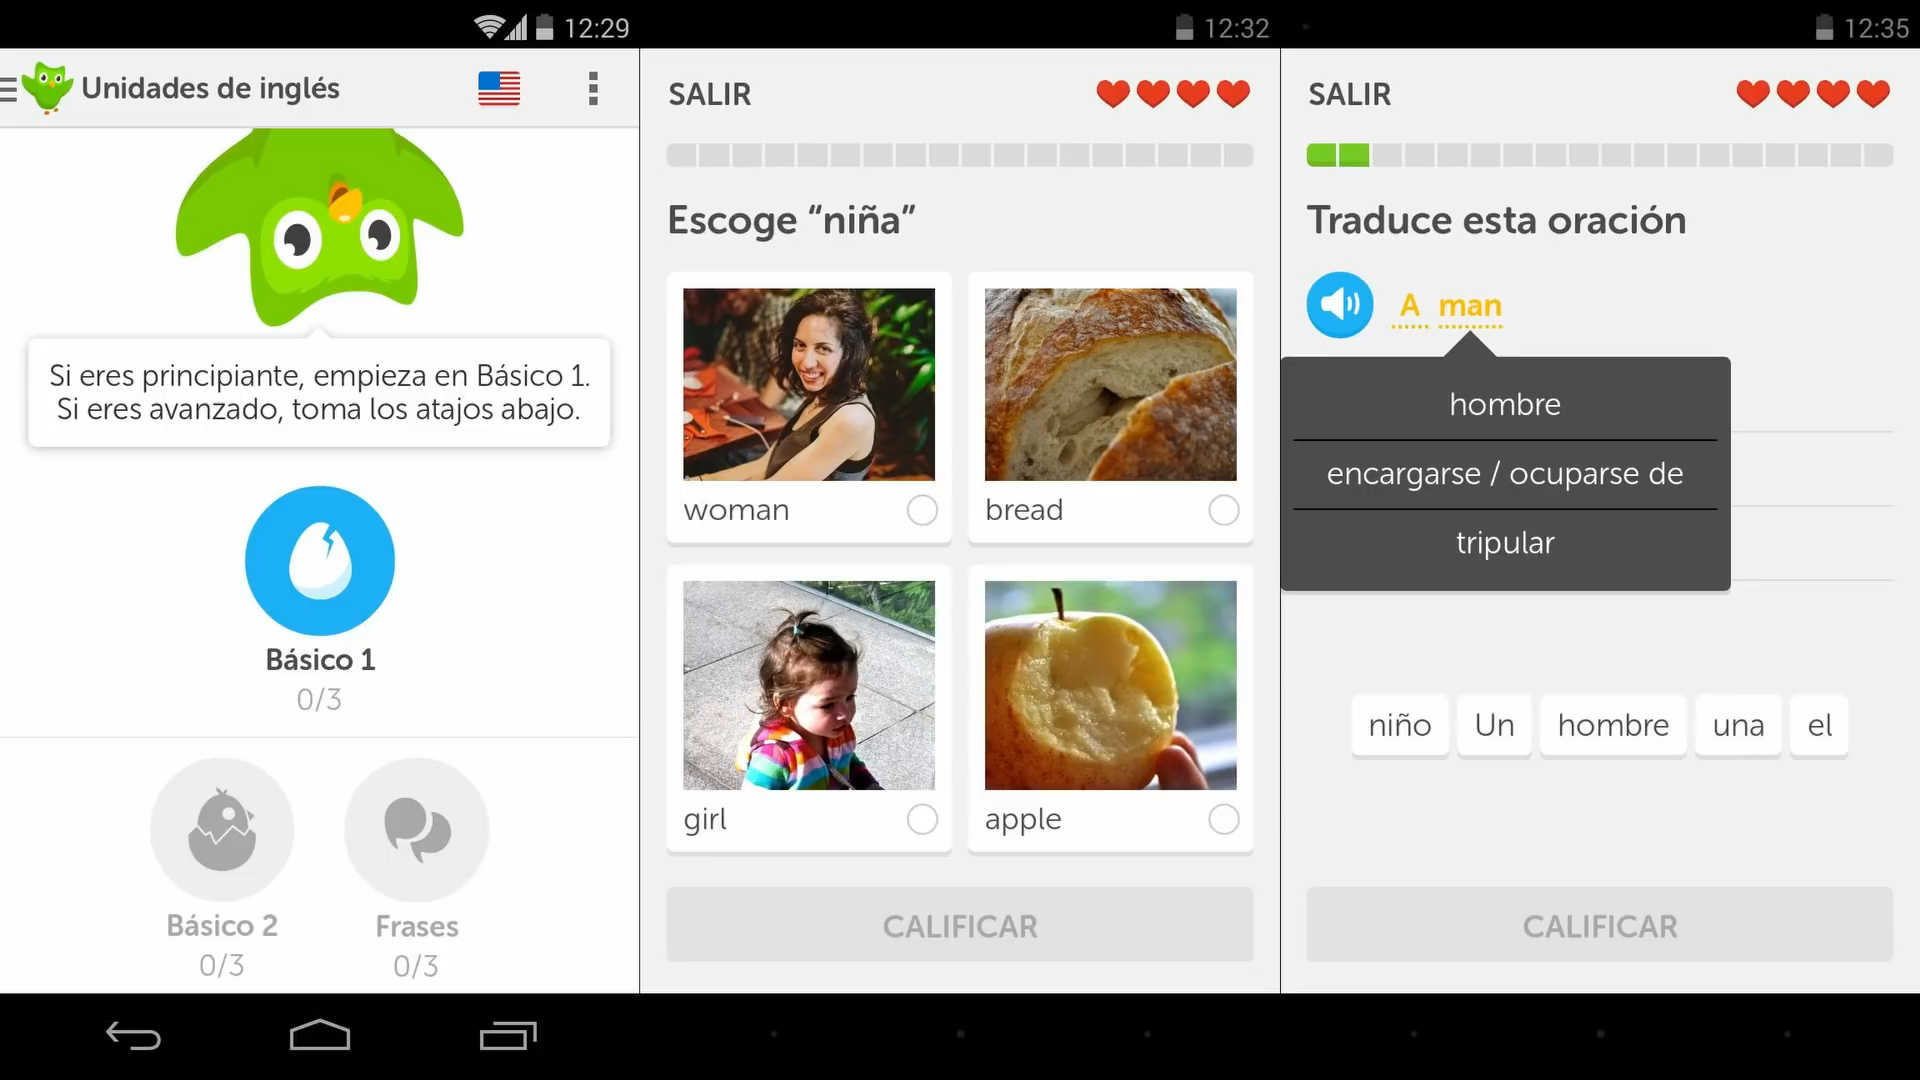 12:29
Unidades de inglés
Si eres principiante, empieza en Básico 1.
Si eres avanzado, toma los atajos abajo.
Básico 1
0/3
Básico 2
0/3
Frases
0/3
12:32
SALIR
Escoge “niña”
woman
bread
girl
apple
CALIFICAR
12:35
SALIR
Traduce esta oración
A man
hombre
encargarse / ocuparse de
tripular
niño Un hombre una el
CALIFICAR